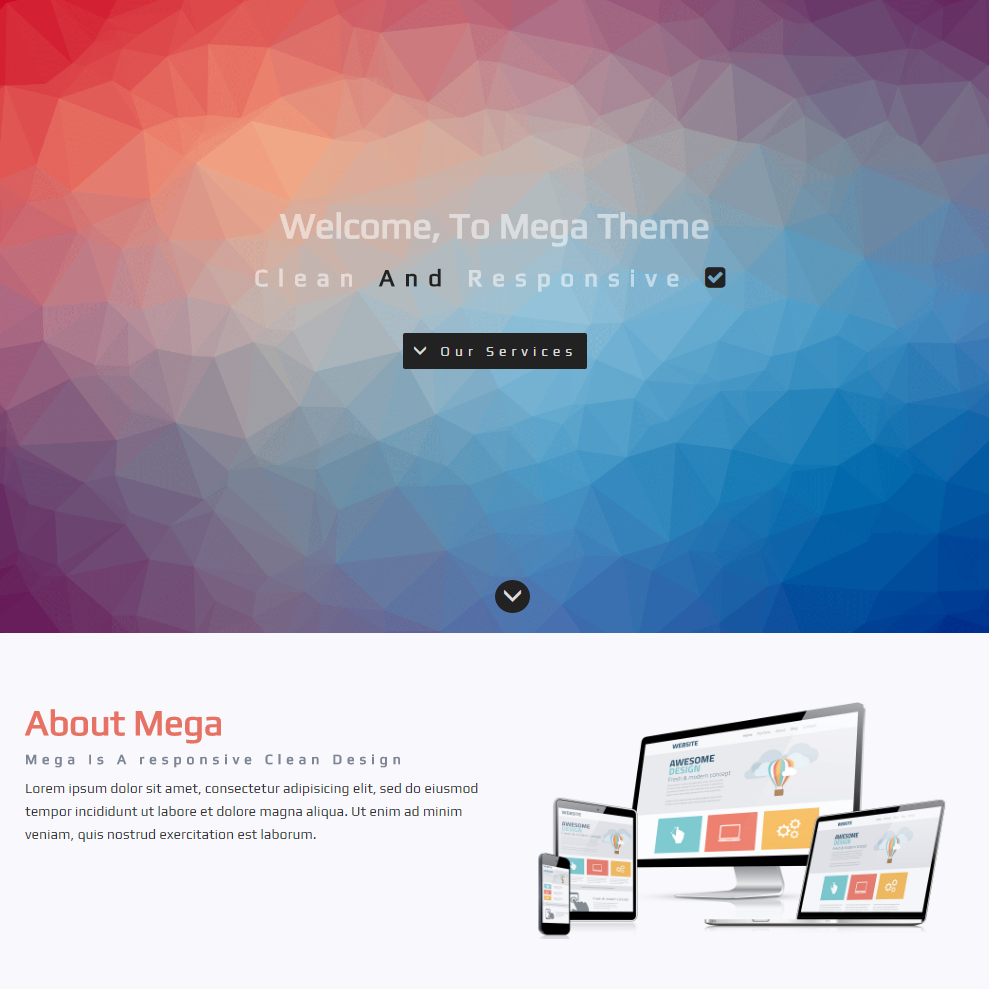 Welcome, To Mega Theme
Clean And Responsive
Our Services
About Mega
Mega Is A responsive Clean Design
Lorem ipsum dolor sit amet, consectetur adipisicing elit, sed do eiusmod
tempor incididunt ut labore et dolore magna aliqua. Ut enim ad minim
veniam, quis nostrud exercitation est laborum.
WEBSITE
AWESOME
DESIGN
Fresh & modern concept
WEBSITE
AWESOME
DESIGN
WEBSITE
AWESOME
DESIGN